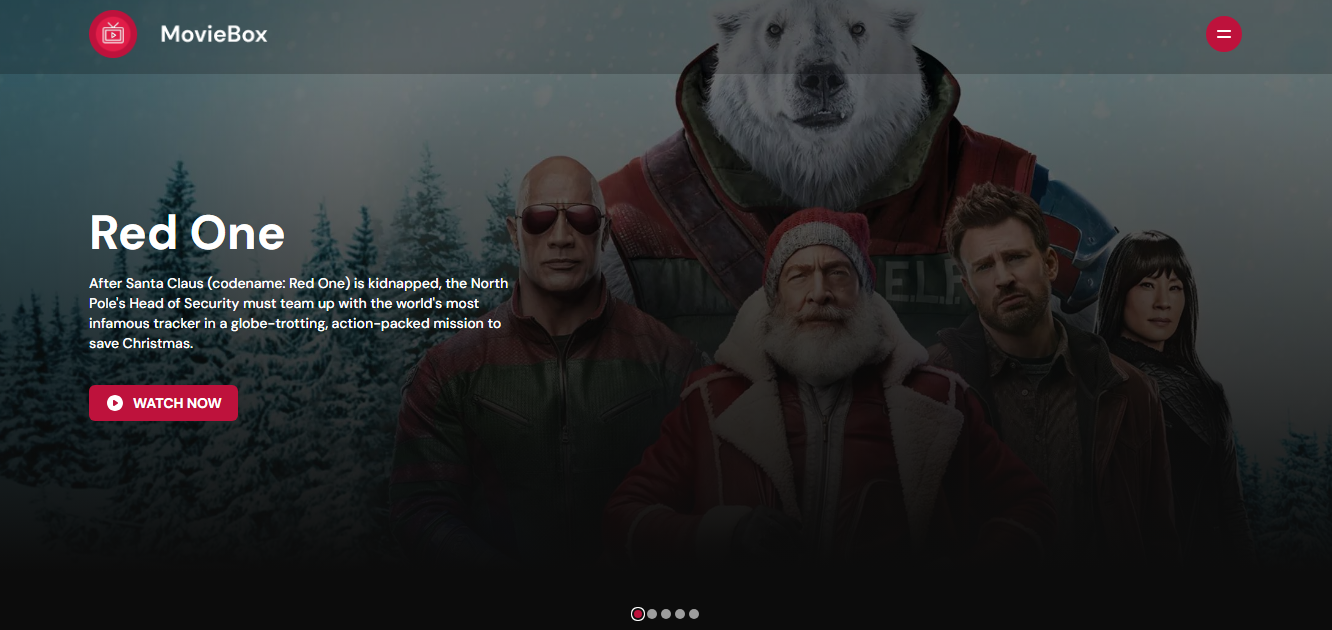 MovieBox
Red One
After Santa Claus (codename: Red One) is kidnapped, the North
Pole's Head of Security must team up with the world's most
infamous tracker in a globe-trotting, action-packed mission to
save Christmas.
WATCH NOW
E.L.F.